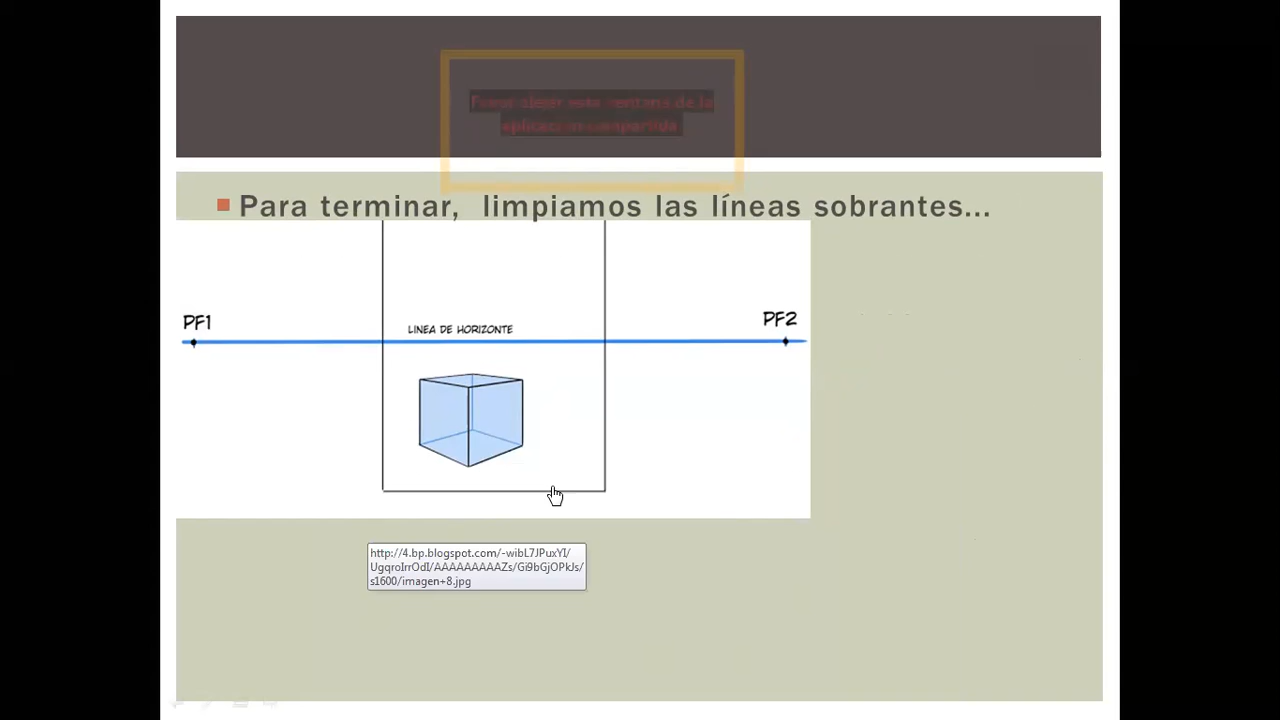 Para terminar, limpiamos las líneas sobrantes...
PF1
LINEA DE HORIZONTE
PF2
http://4.bp.blogspot.com/-wibL7JPuxYI/
UgqroIrrOdI/AAAAAAAAAZs/Gi9bGjOPkJs/
s1600/imagen+8.jpg